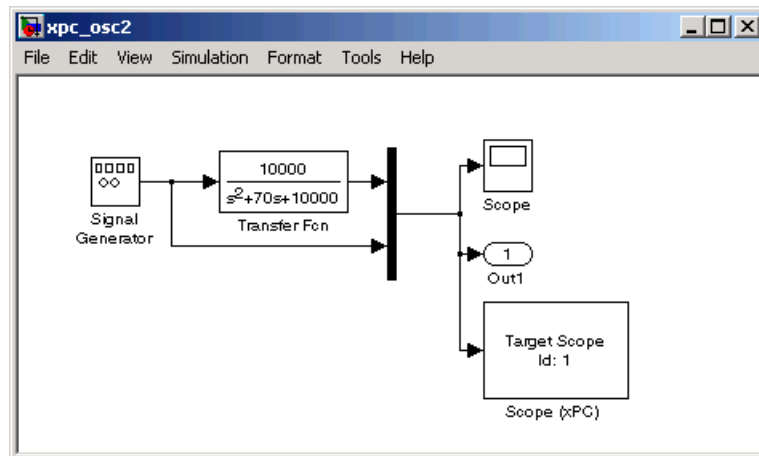 xpc_osc2
File Edit View Simulation Format Tools Help
10000
s²+70s+10000
Transfer Fcn
Signal
Generator
Scope
1
Out1
Target Scope
Id: 1
Scope (xPC)